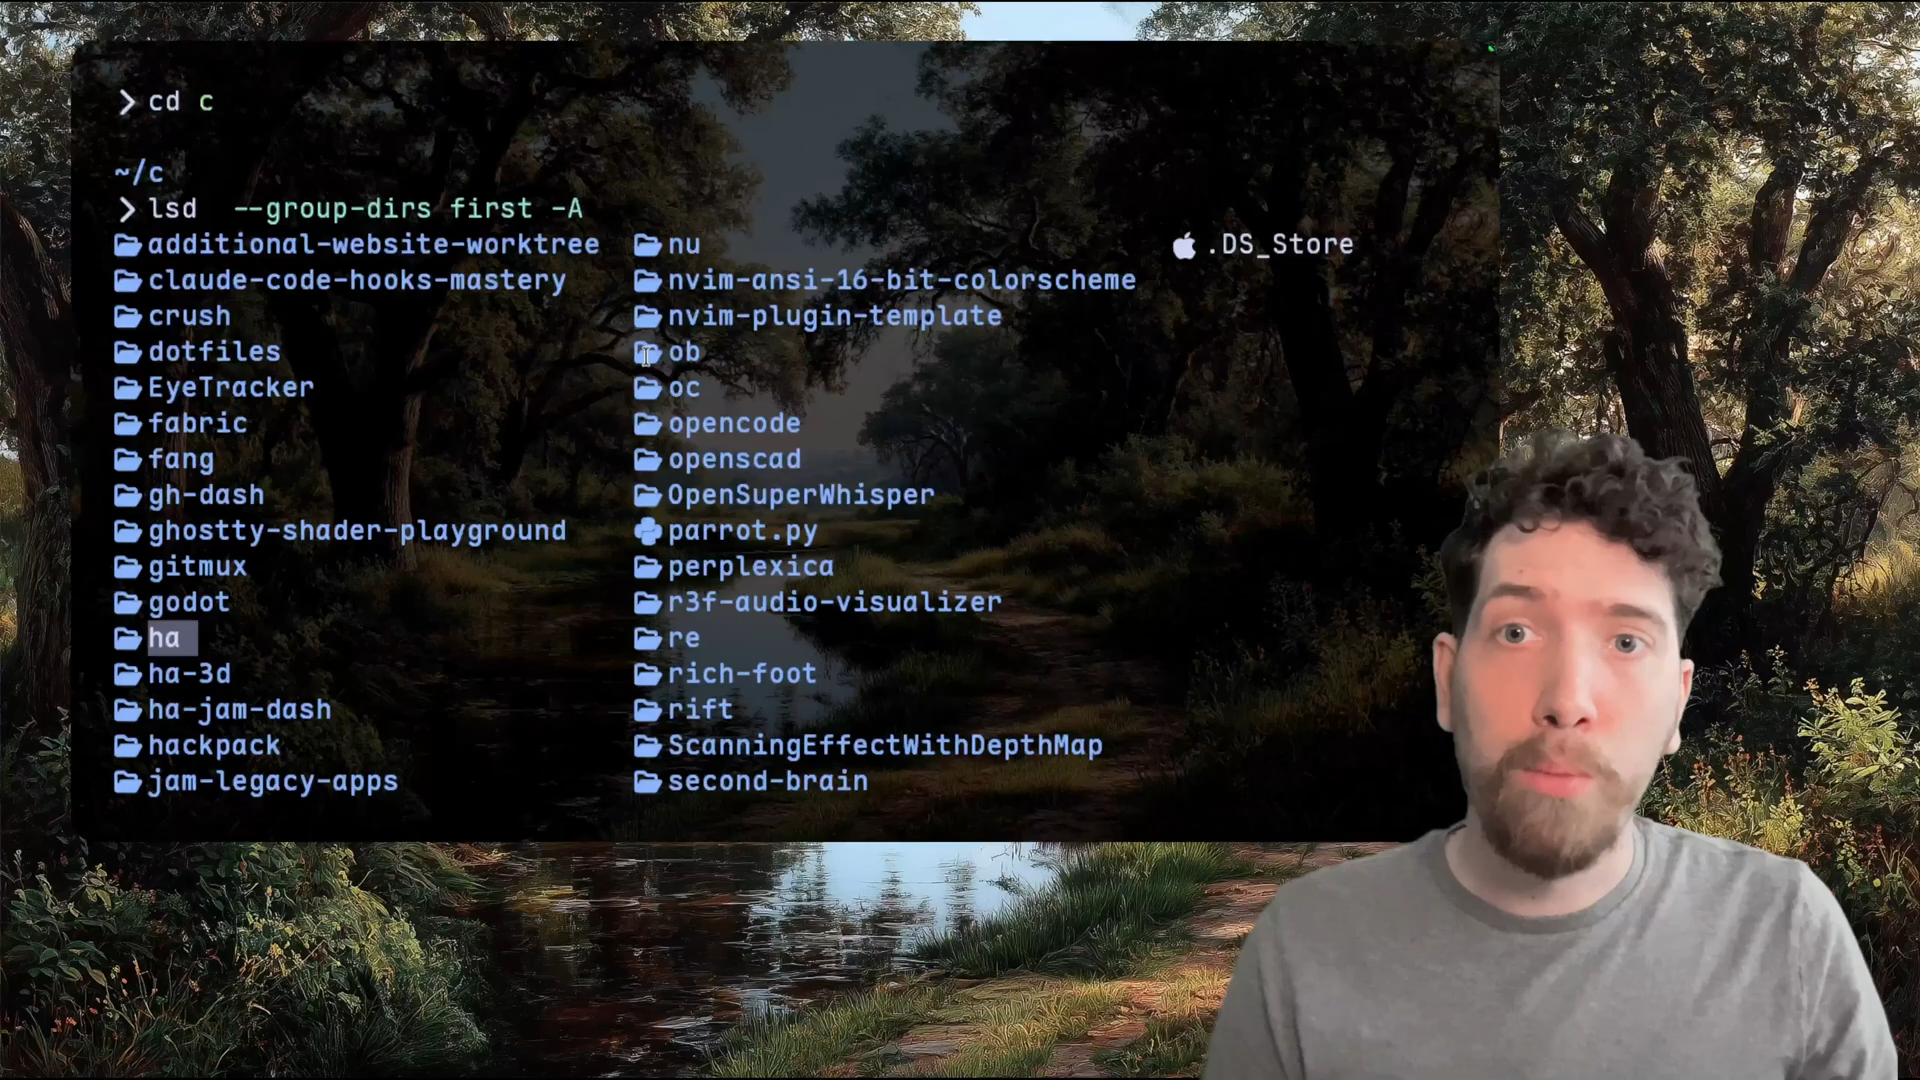 ❯ cd c
~/c
❯ lsd --group-dirs first -A
additional-website-worktree nu .DS_Store
claude-code-hooks-mastery nvim-ansi-16-bit-colorscheme
crush nvim-plugin-template
dotfiles ob
EyeTracker oc
fabric opencode
fang openscad
gh-dash OpenSuperWhisper
ghostty-shader-playground parrot.py
gitmux perplexica
godot r3f-audio-visualizer
ha re
ha-3d rich-foot
ha-jam-dash rift
hackpack ScanningEffectWithDepthMap
jam-legacy-apps second-brain